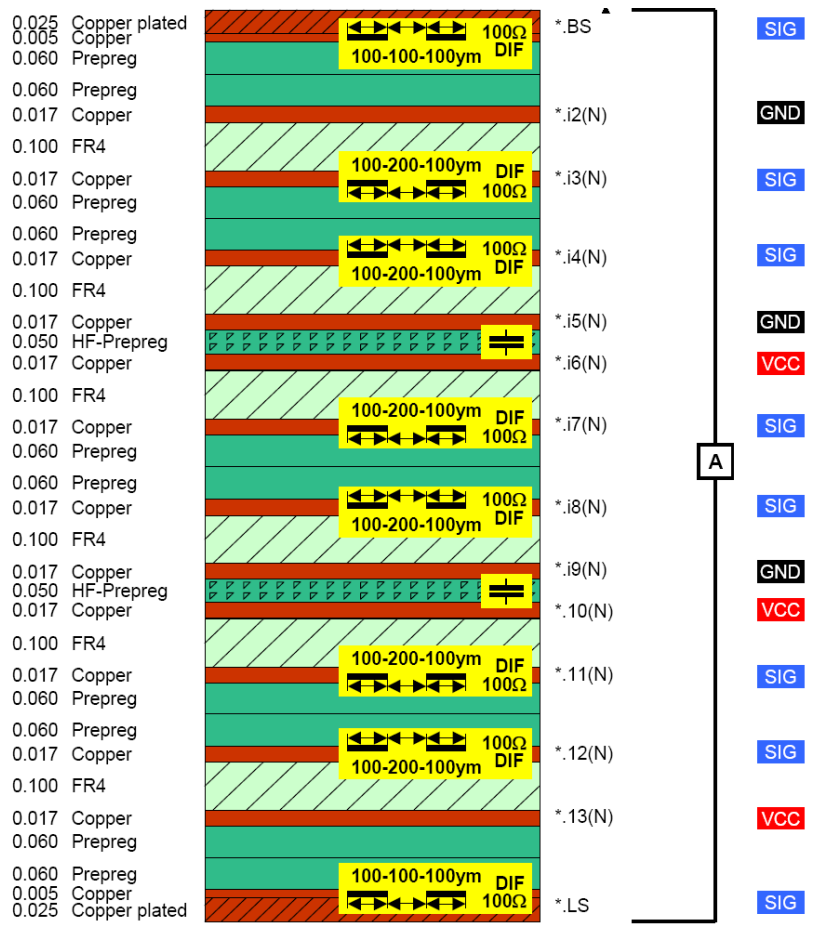 0.025 Copper plated 100Ω *.BS SIG
0.005 Copper DIF
0.060 Prepreg 100-100-100ym
0.060 Prepreg
0.017 Copper *.i2(N) GND
0.100 FR4
100-200-100ym DIF
0.017 Copper 100Ω *.i3(N) SIG
0.060 Prepreg
0.060 Prepreg 100Ω
0.017 Copper DIF *.i4(N) SIG
100-200-100ym
0.100 FR4
0.017 Copper *.i5(N) GND
0.050 HF-Prepreg
0.017 Copper *.i6(N) VCC
0.100 FR4
100-200-100ym DIF
0.017 Copper 100Ω *.i7(N) SIG
0.060 Prepreg
A
0.060 Prepreg 100Ω
0.017 Copper DIF *.i8(N) SIG
100-200-100ym
0.100 FR4
0.017 Copper *.i9(N) GND
0.050 HF-Prepreg
0.017 Copper *.10(N) VCC
0.100 FR4
100-200-100ym DIF
0.017 Copper 100Ω *.11(N) SIG
0.060 Prepreg
0.060 Prepreg 100Ω
0.017 Copper DIF *.12(N) SIG
100-200-100ym
0.100 FR4
0.017 Copper *.13(N) VCC
0.060 Prepreg
0.060 Prepreg 100-100-100ym DIF
0.005 Copper 100Ω
0.025 Copper plated *.LS SIG